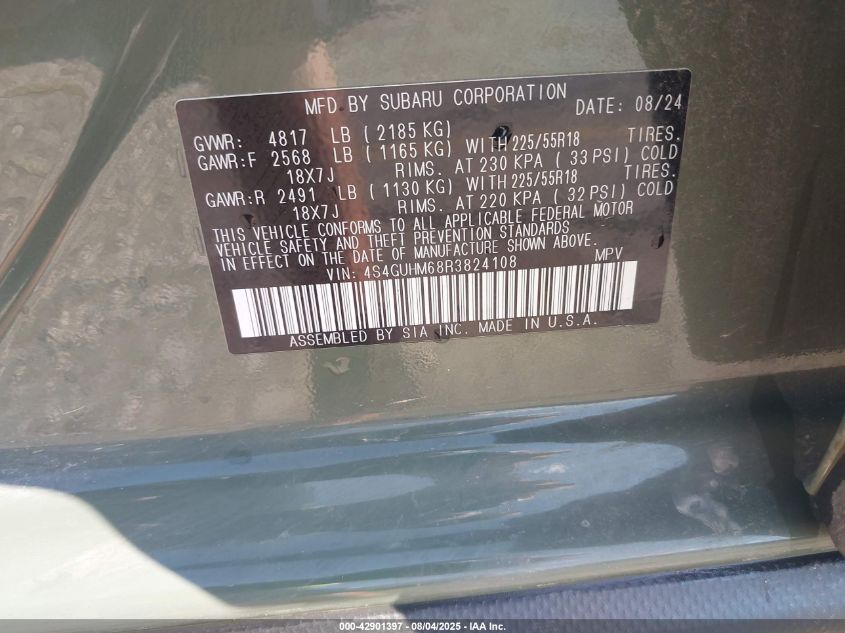 MFD BY SUBARU CORPORATION DATE: 08/24
GVWR: 4817 LB ( 2185 KG)
GAWR:F 2568 LB ( 1165 KG) WITH 225/55R18 TIRES.
18X7J RIMS. AT 230 KPA ( 33 PSI) COLD
GAWR:R 2491 LB ( 1130 KG) WITH 225/55R18 TIRES.
18X7J RIMS. AT 220 KPA ( 32 PSI) COLD
THIS VEHICLE CONFORMS TO ALL APPLICABLE FEDERAL MOTOR
VEHICLE SAFETY AND THEFT PREVENTION STANDARDS
IN EFFECT ON THE DATE OF MANUFACTURE SHOWN ABOVE.
VIN: 4S4GUHM68R3824108 MPV
ASSEMBLED BY SIA INC. MADE IN U.S.A.
000-42901397 - 08/04/2025 - IAA Inc.